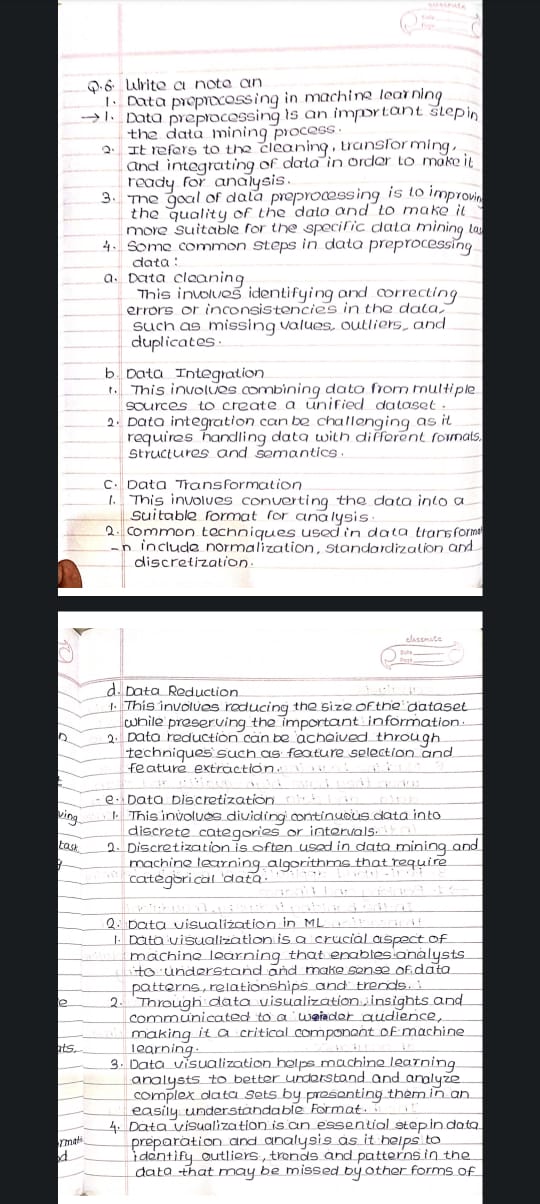 classmate
Date
Page
Q.6 Write a note an
1. Data preprocessing in machine learning
→ 1. Data preprocessing is an important step in
the data mining process.
2. It refers to the cleaning, transforming,
and integrating of data in order to make it
ready for analysis.
3. The goal of data preprocessing is to improving
the quality of the data and to make it
more suitable for the specific data mining tas
4. Some common steps in data preprocessing
data :
a. Data cleaning
This involves identifying and correcting
errors or inconsistencies in the data,
such as missing values, outliers, and
duplicates.
b. Data Integration
1. This involves combining data from multiple
sources to create a unified dataset.
2. Data integration can be challenging as it
requires handling data with different formats,
structures and semantics.
C. Data Transformation
1. This involves converting the data into a
suitable format for analysis.
2. Common techniques used in data transformat
-n include normalization, standardization and
discretization.
classmate
Date
Page
d. Data Reduction
1. This involves reducing the size of the dataset
while preserving the important information.
2. Data reduction can be acheived through
techniques such as feature selection and
feature extraction.
e. Data Discretization
ving
1. This involves dividing continuous data into
discrete categories or intervals.
task
2. Discretization is often used in data mining and
machine learning algorithms that require
categorical data.
2. Data visualization in ML
1. Data visualization is a crucial aspect of
machine learning that enables analysts
to understand and make sense of data
patterns, relationships and trends.
e
2. Through data visualization insights and
communicated to a wider audience,
making it a critical component of machine
ats,
learning.
3. Data visualization helps machine learning
analysts to better understand and analyze
complex data sets by presenting them in an
easily understandable format.
4. Data visualization is an essential step in data
rmati
preparation and analysis as it helps to
d
identify outliers, trends and patterns in the
data that may be missed by other forms of